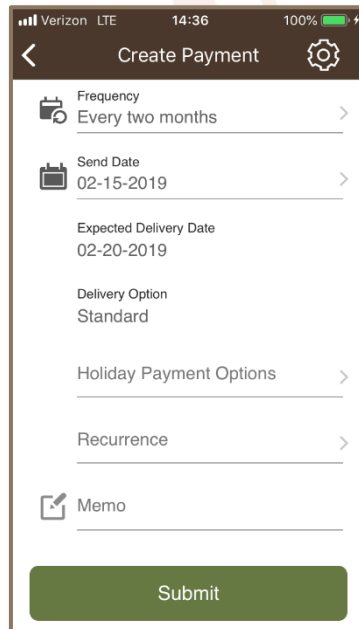 Verizon LTE 14:36 100%
Create Payment
Frequency
Every two months
Send Date
02-15-2019
Expected Delivery Date
02-20-2019
Delivery Option
Standard
Holiday Payment Options
Recurrence
Memo
Submit